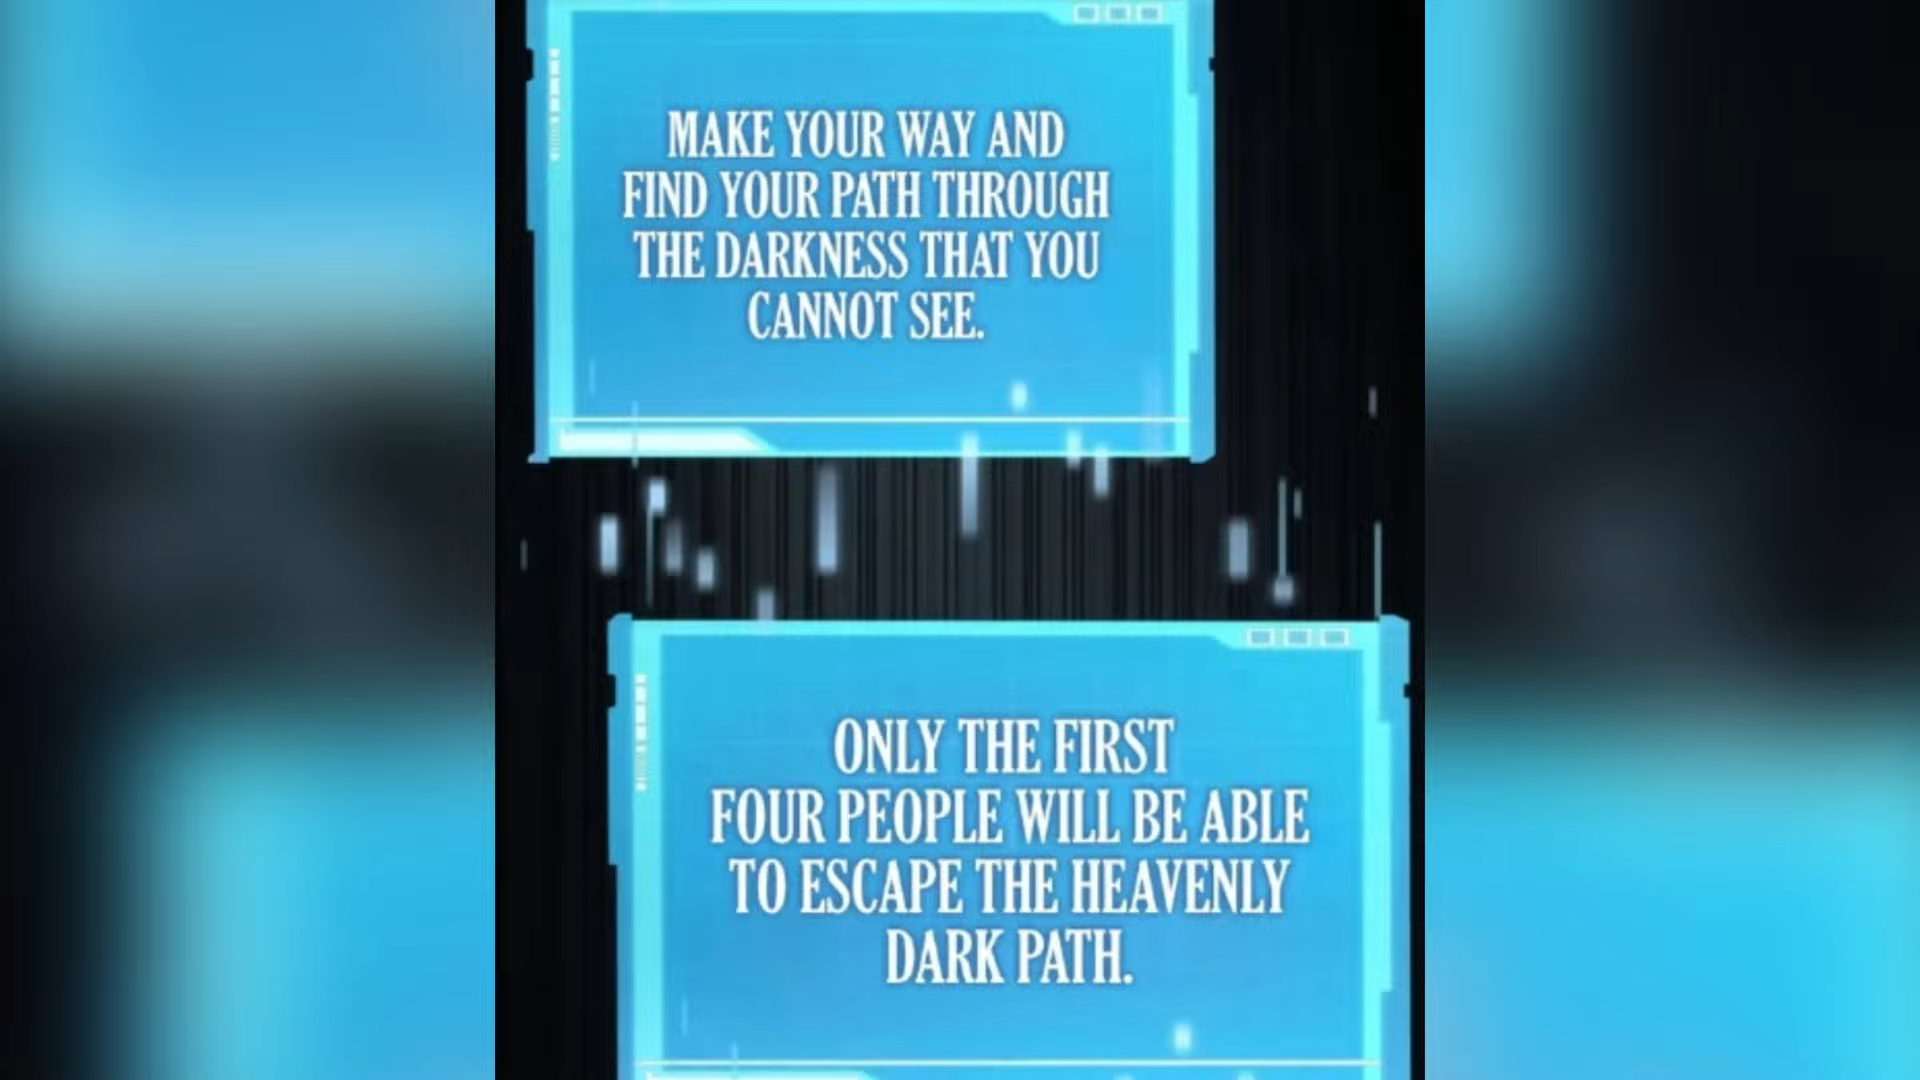 MAKE YOUR WAY AND
FIND YOUR PATH THROUGH
THE DARKNESS THAT YOU
CANNOT SEE.
ONLY THE FIRST
FOUR PEOPLE WILL BE ABLE
TO ESCAPE THE HEAVENLY
DARK PATH.